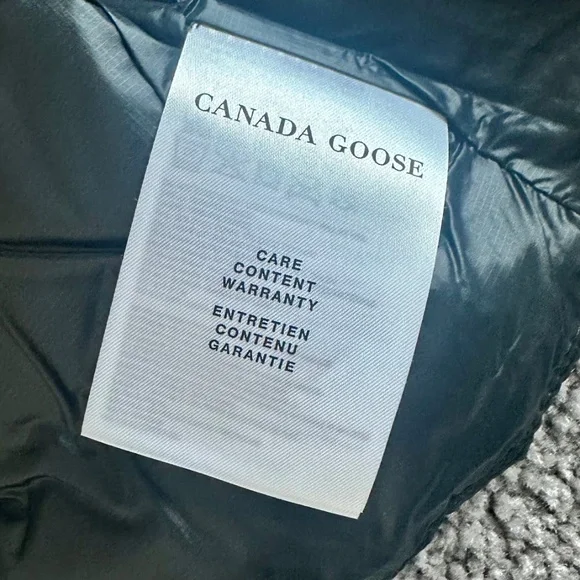 CANADA GOOSE
CARE
CONTENT
WARRANTY
ENTRETIEN
CONTENU
GARANTIE